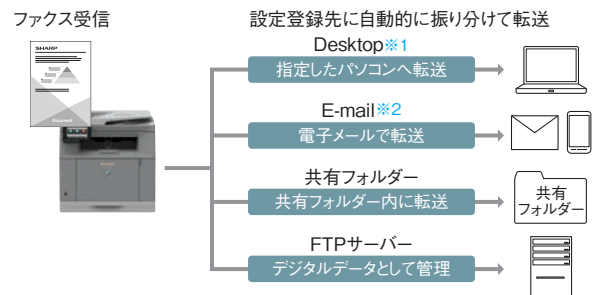 ファクス受信
設定登録先に自動的に振り分けて転送
SHARP
Document
Desktop※1
指定したパソコンへ転送
E-mail※2
電子メールで転送
共有フォルダー
共有フォルダー内に転送
共有
フォルダー
FTPサーバー
デジタルデータとして管理